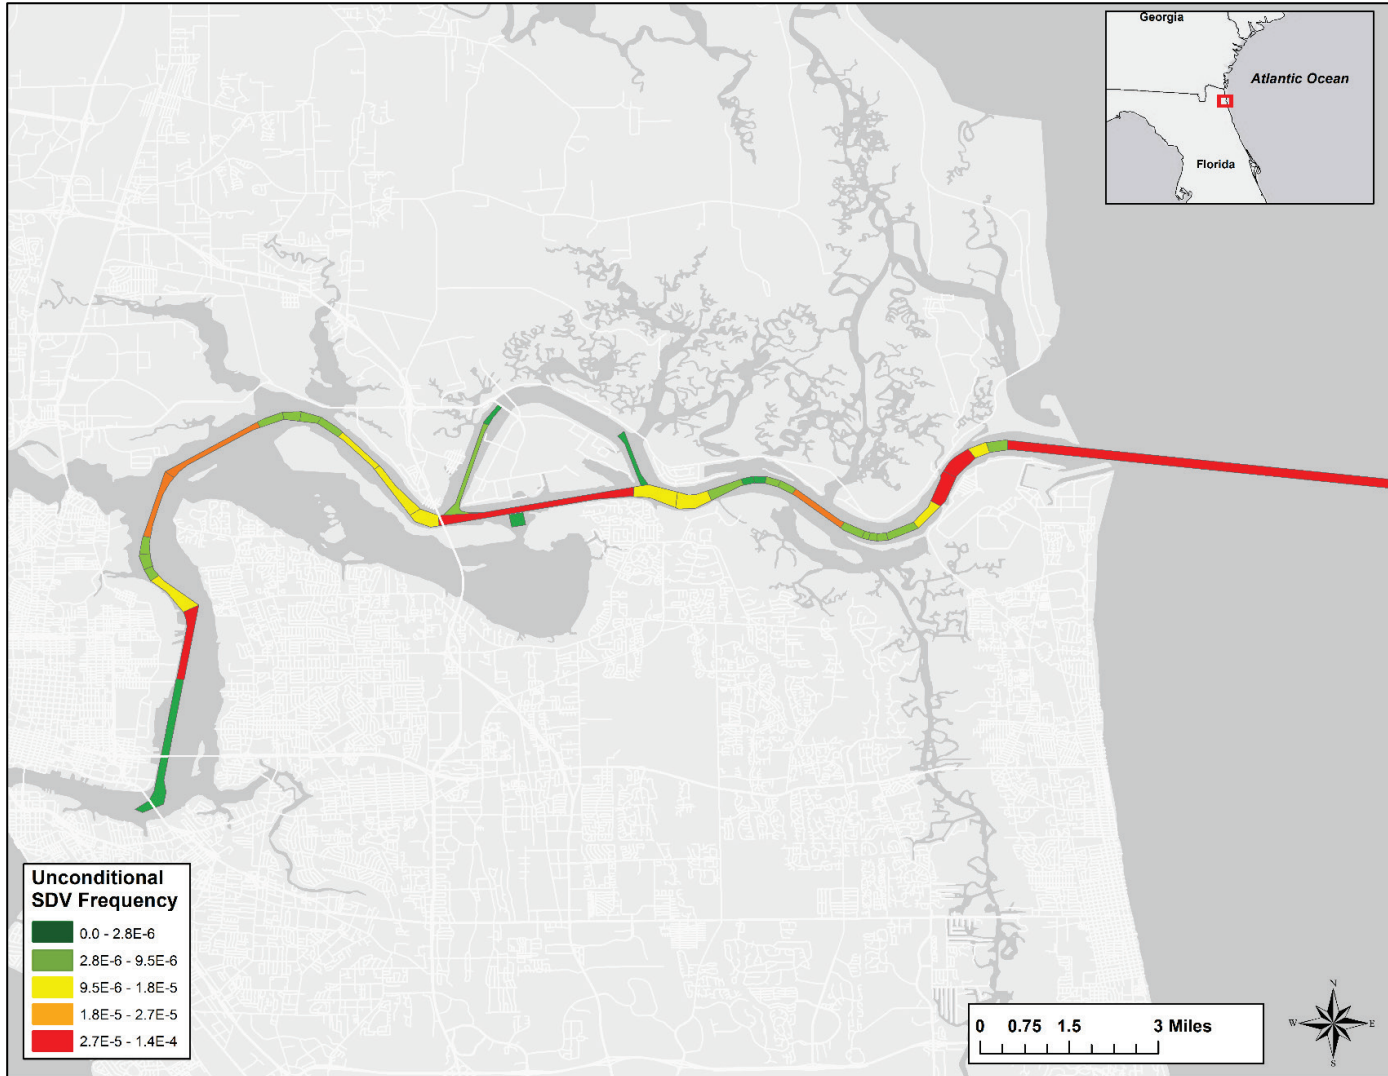 Georgia
Atlantic Ocean
Florida
Unconditional
SDV Frequency
0.0 - 2.8E-6
2.8E-6 - 9.5E-6
9.5E-6 - 1.8E-5
1.8E-5 - 2.7E-5
2.7E-5 - 1.4E-4
0 0.75 1.5 3 Miles
N
W E
S